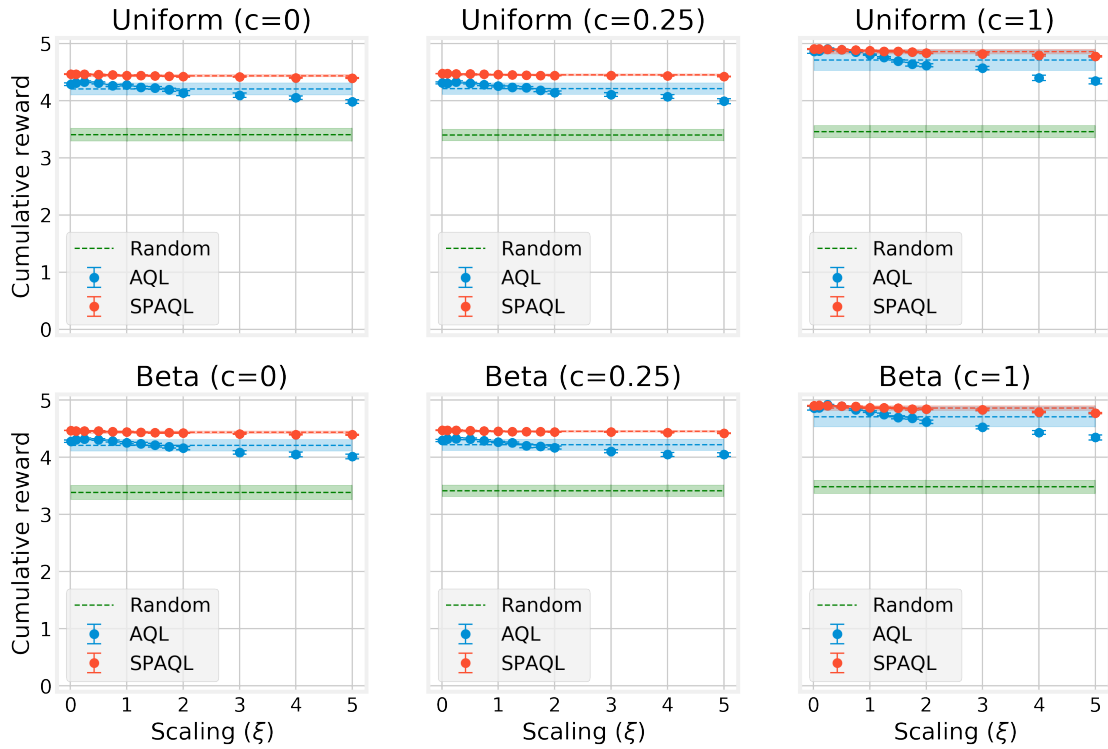 Uniform (c=0)
Uniform (c=0.25)
Uniform (c=1)
Cumulative reward
5
4
3
2
1
0
Random
AQL
SPAQL
Random
AQL
SPAQL
Random
AQL
SPAQL
Beta (c=0)
Beta (c=0.25)
Beta (c=1)
Cumulative reward
5
4
3
2
1
0
Random
AQL
SPAQL
Random
AQL
SPAQL
Random
AQL
SPAQL
0 1 2 3 4 5
0 1 2 3 4 5
0 1 2 3 4 5
Scaling (ξ)
Scaling (ξ)
Scaling (ξ)